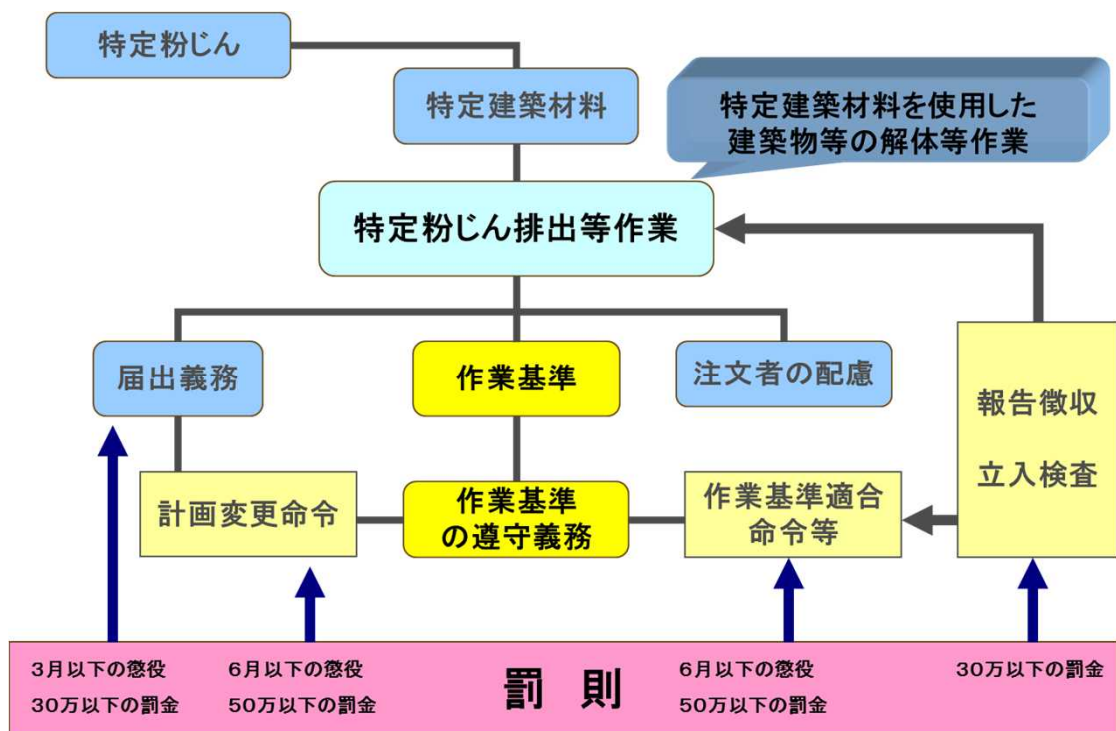 特定粉じん
特定建築材料
特定建築材料を使用した
建築物等の解体等作業
特定粉じん排出等作業
届出義務
作業基準
注文者の配慮
報告徴収
立入検査
計画変更命令
作業基準
の遵守義務
作業基準適合
命令等
3月以下の懲役
30万以下の罰金
6月以下の懲役
50万以下の罰金
罰 則
6月以下の懲役
50万以下の罰金
30万以下の罰金